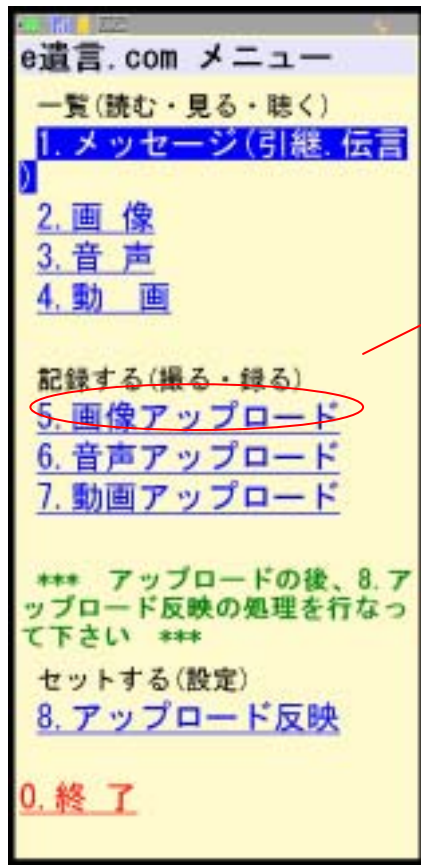 e遺言.com メニュー
一覧(読む・見る・聴く)
1.メッセージ(引継.伝言
)
2.画 像
3.音 声
4.動 画
記録する(撮る・録る)
5.画像アップロード
6.音声アップロード
7.動画アップロード
*** アップロードの後、8.ア
ップロード反映の処理を行なっ
て下さい ***
セットする(設定)
8.アップロード反映
0.終 了